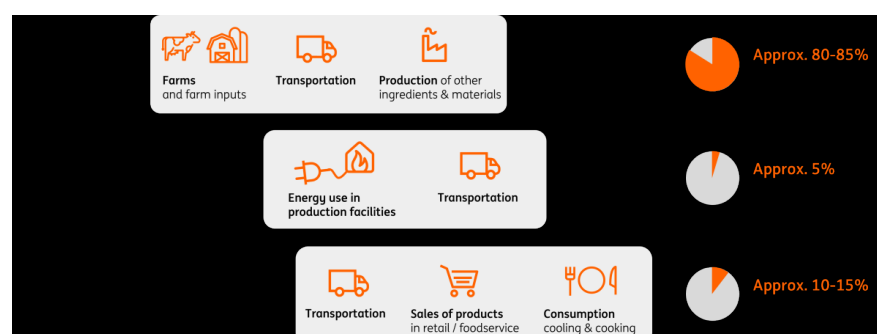 Farms
and farm inputs
Transportation
Production of other
ingredients & materials
Approx. 80-85%
Energy use in
production facilities
Transportation
Approx. 5%
Transportation
Sales of products
in retail / foodservice
Consumption
cooling & cooking
Approx. 10-15%